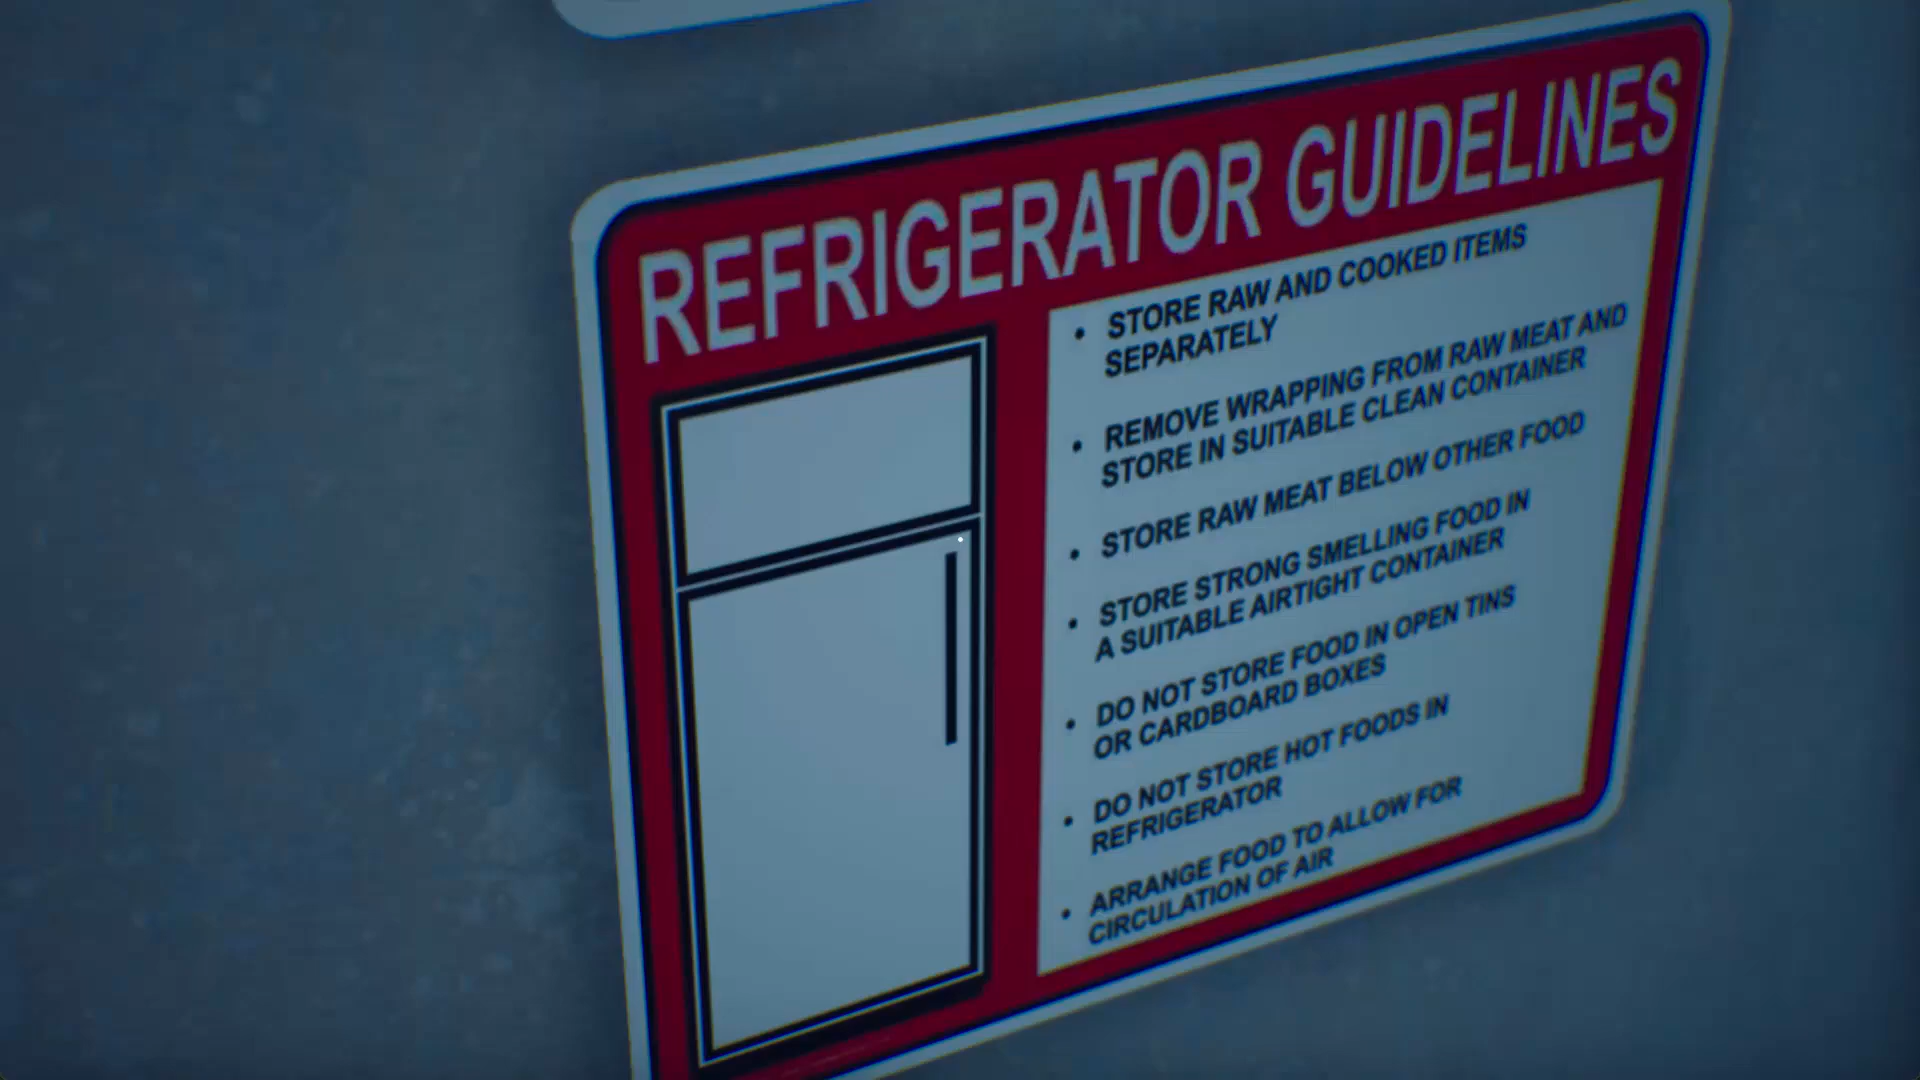 REFRIGERATOR GUIDELINES
• STORE RAW AND COOKED ITEMS
SEPARATELY
• REMOVE WRAPPING FROM RAW MEAT AND
STORE IN SUITABLE CLEAN CONTAINER
• STORE RAW MEAT BELOW OTHER FOOD
• STORE STRONG SMELLING FOOD IN
A SUITABLE AIRTIGHT CONTAINER
• DO NOT STORE FOOD IN OPEN TINS
OR CARDBOARD BOXES
• DO NOT STORE HOT FOODS IN
REFRIGERATOR
• ARRANGE FOOD TO ALLOW FOR
CIRCULATION OF AIR